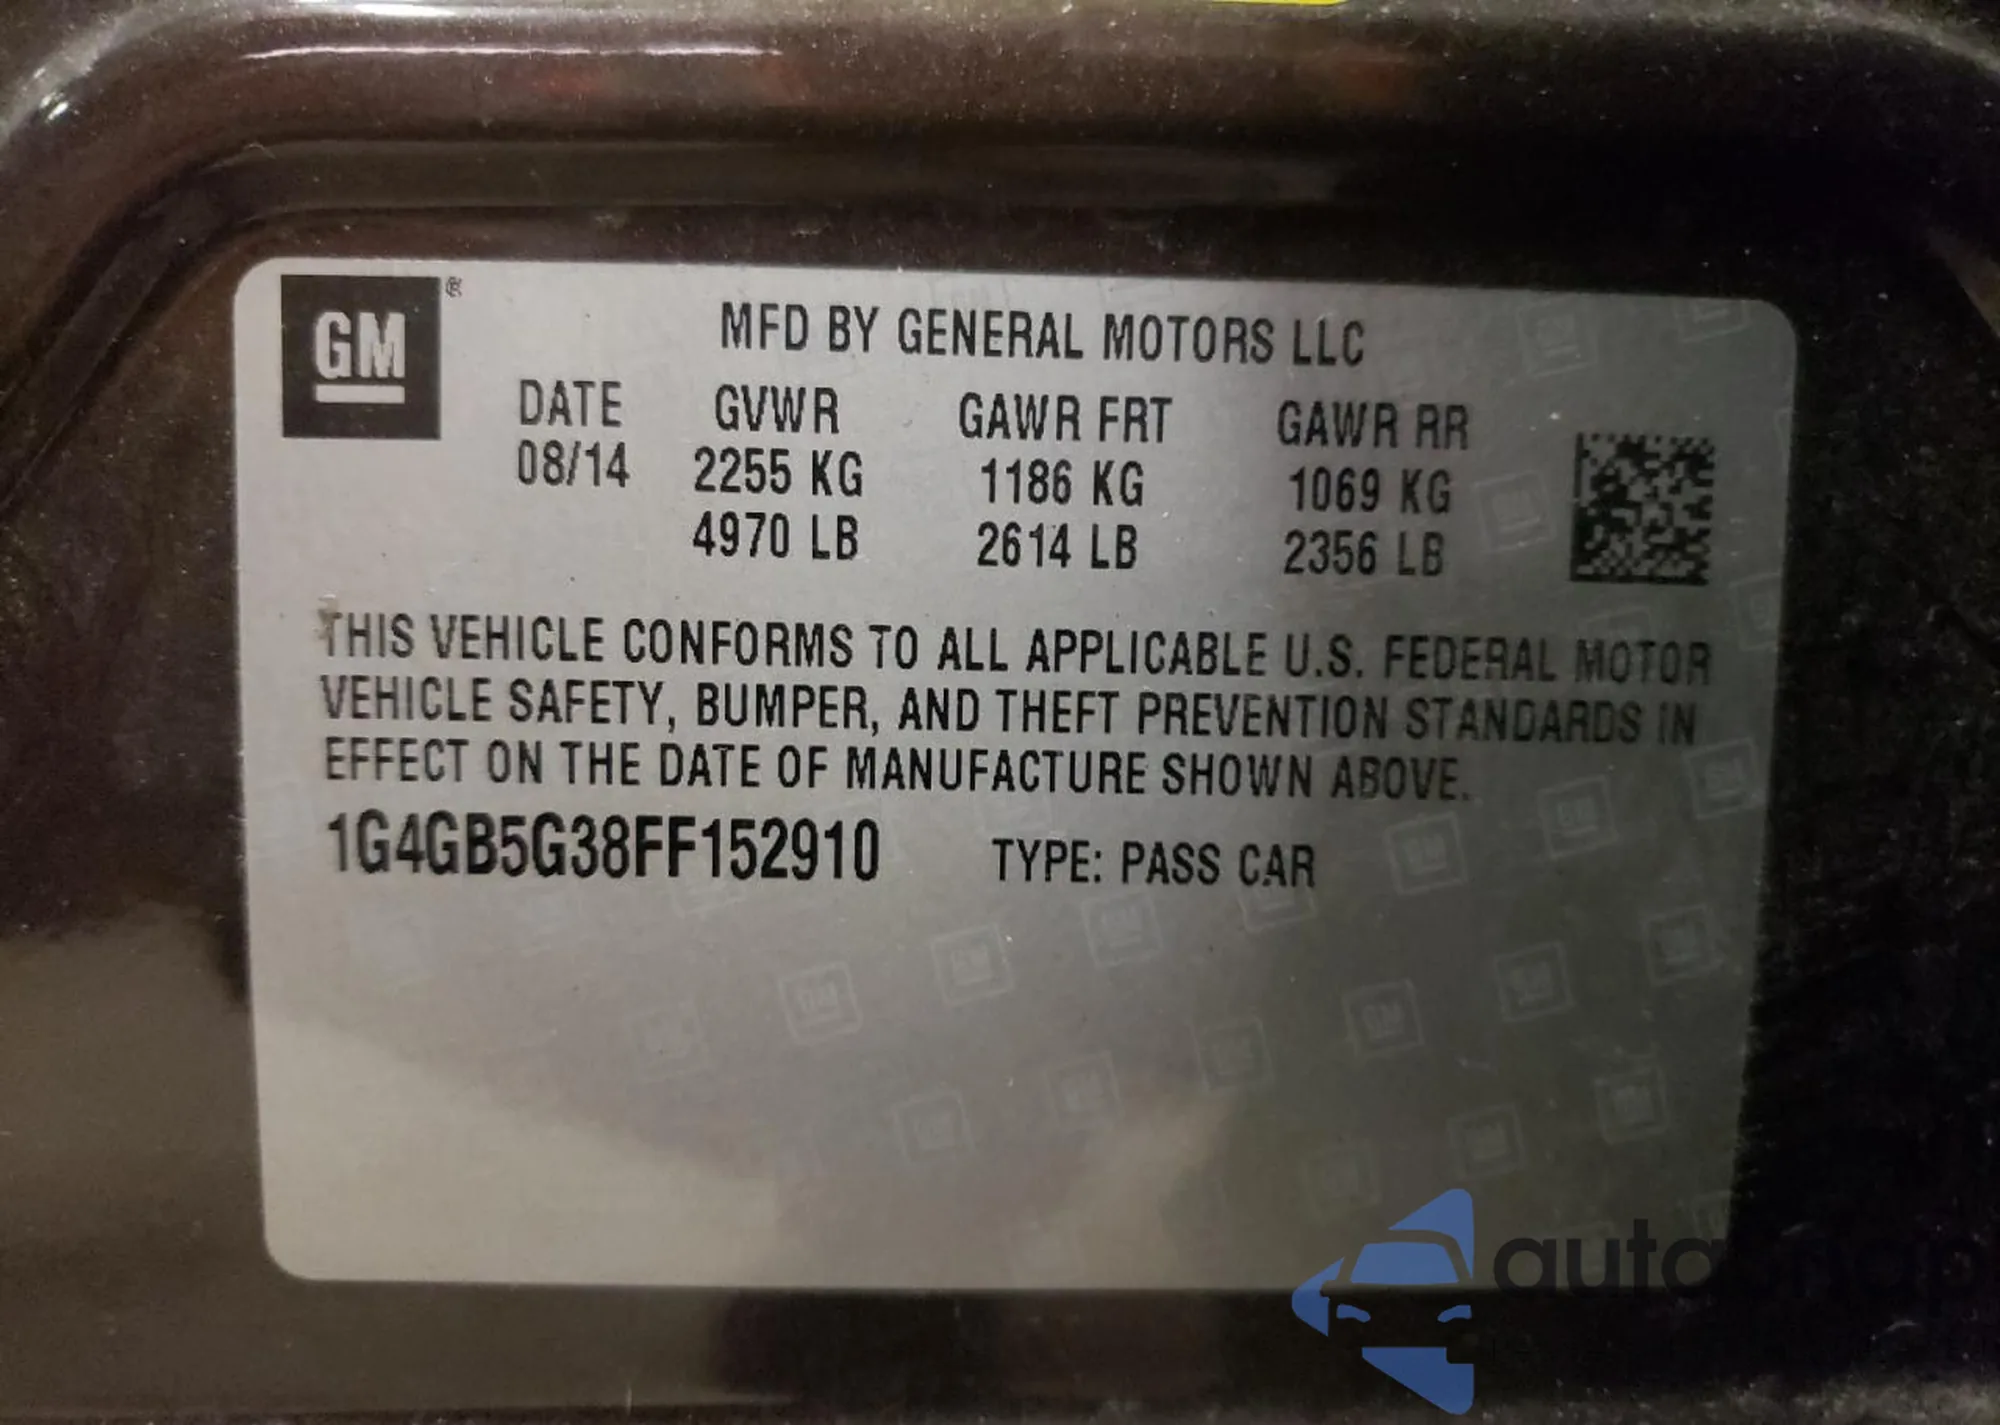 GM®
MFD BY GENERAL MOTORS LLC
DATE GVWR GAWR FRT GAWR RR
08/14 2255 KG 1186 KG 1069 KG
4970 LB 2614 LB 2356 LB
THIS VEHICLE CONFORMS TO ALL APPLICABLE U.S. FEDERAL MOTOR
VEHICLE SAFETY, BUMPER, AND THEFT PREVENTION STANDARDS IN
EFFECT ON THE DATE OF MANUFACTURE SHOWN ABOVE.
1G4GB5G38FF152910 TYPE: PASS CAR